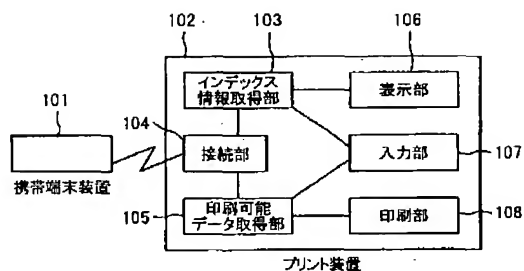 102
103
106
インデックス
情報取得部
表示部
101
104
接続部
入力部
107
携帯端末装置
105
印刷可能
データ取得部
印刷部
108
プリント装置